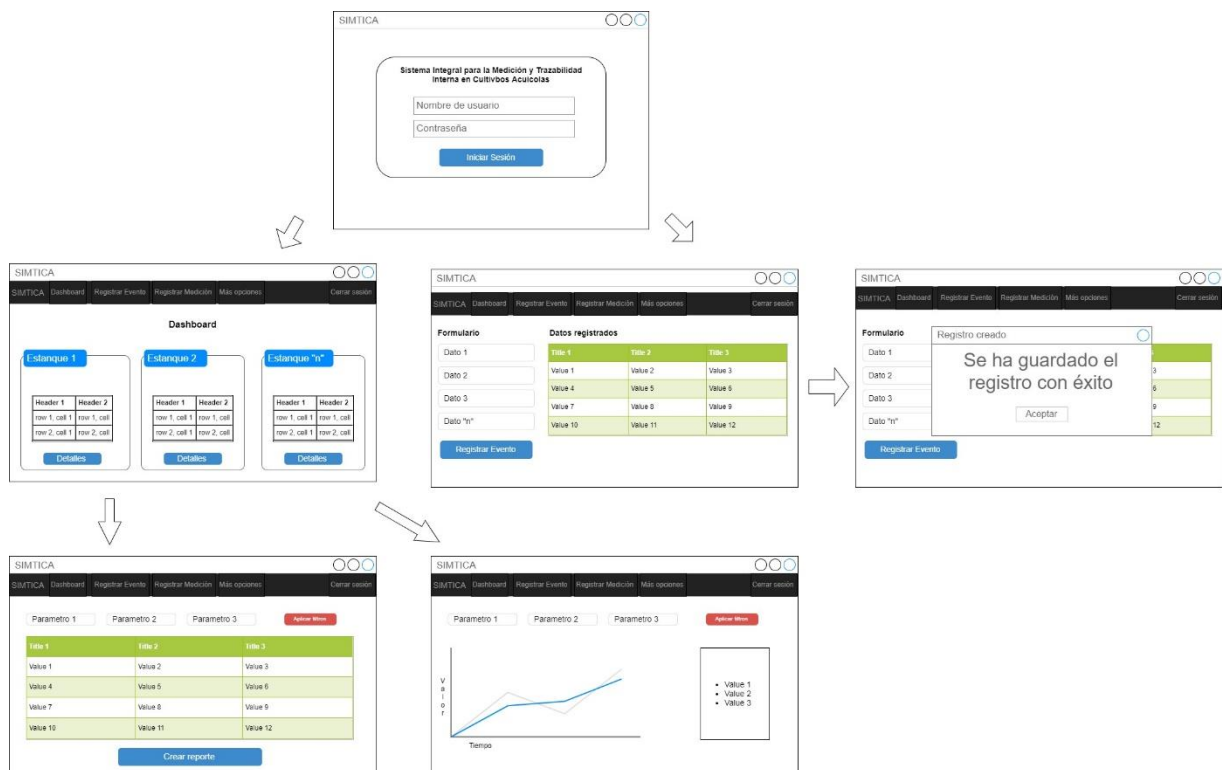 SIMTICA
Sistema Integral para la Medición y Trazabilidad
Interna en Cultivbos Acuicolas
Nombre de usuario
Contraseña
Iniciar Sesión
SIMTICA
SIMTICA Dashboard Registrar Evento Registrar Medición Más opciones Cerrar sesión
Dashboard
Estanque 1 Estanque 2 Estanque "n"
Header 1 Header 2 Header 1 Header 2 Header 1 Header 2
row 1, cell 1 row 1, cell row 1, cell 1 row 1, cell row 1, cell 1 row 1, cell
row 2, cell 1 row 2, cell row 2, cell 1 row 2, cell row 2, cell 1 row 2, cell
Detalles Detalles Detalles
SIMTICA
SIMTICA Dashboard Registrar Evento Registrar Medición Más opciones Cerrar sesión
Formulario Datos registrados
Dato 1 Title 1 Title 2 Title 3
Value 1 Value 2 Value 3
Dato 2 Value 4 Value 5 Value 6
Dato 3 Value 7 Value 8 Value 9
Dato "n" Value 10 Value 11 Value 12
Registrar Evento
SIMTICA
SIMTICA Dashboard Registrar Evento Registrar Medición Más opciones Cerrar sesión
Formulario
Registro creado
Dato 1
Se ha guardado el
3
Dato 2
registro con éxito
6
Dato 3
9
Aceptar
Dato "n"
12
Registrar Evento
SIMTICA
SIMTICA Dashboard Registrar Evento Registrar Medición Más opciones Cerrar sesión
Parametro 1 Parametro 2 Parametro 3 Aplicar filtros
Title 1 Title 2 Title 3
Value 1 Value 2 Value 3
Value 4 Value 5 Value 6
Value 7 Value 8 Value 9
Value 10 Value 11 Value 12
Crear reporte
SIMTICA
SIMTICA Dashboard Registrar Evento Registrar Medición Más opciones Cerrar sesión
Parametro 1 Parametro 2 Parametro 3 Aplicar filtros
Valor
Tiempo
• Value 1
• Value 2
• Value 3